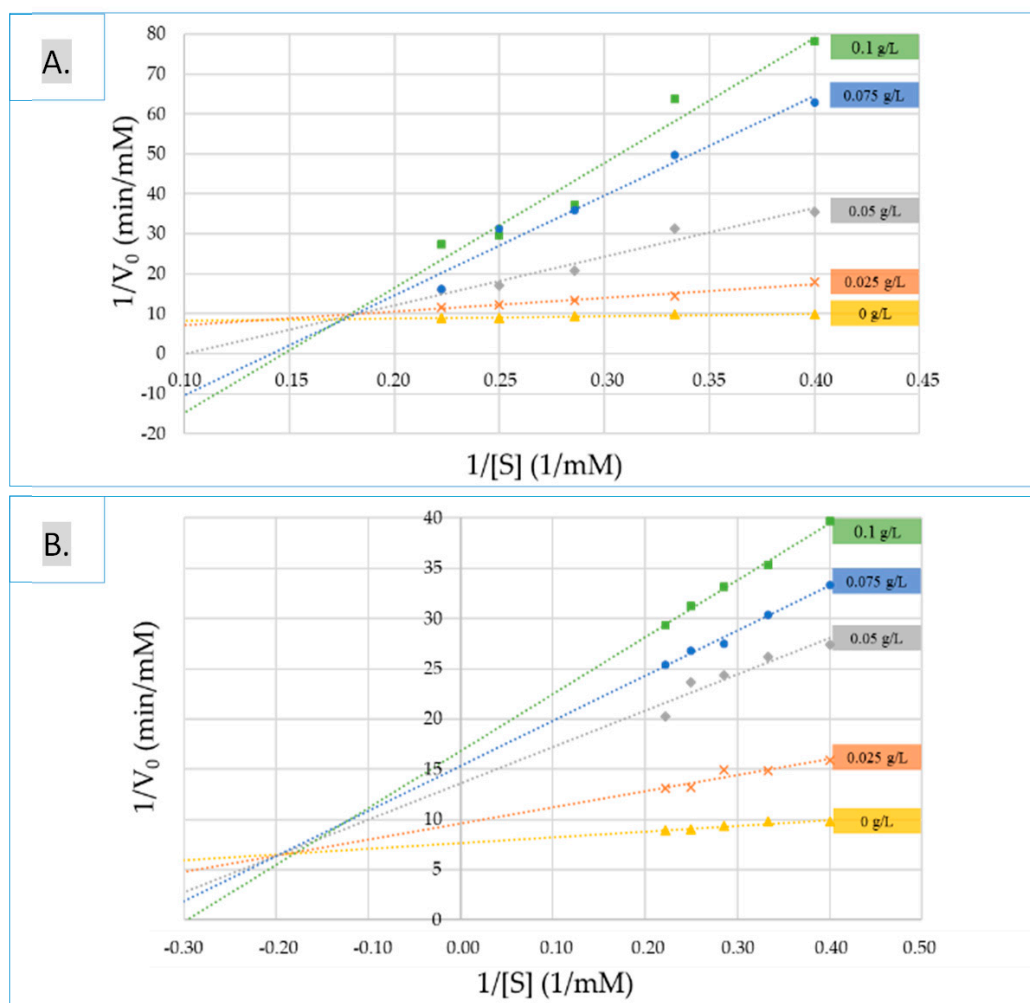 A.
80
70
60
50
40
30
20
10
0
-10
-20
1/V₀ (min/mM)
0.10 0.15 0.20 0.25 0.30 0.35 0.40 0.45
1/[S] (1/mM)
0.1 g/L
0.075 g/L
0.05 g/L
0.025 g/L
0 g/L
B.
40
35
30
25
20
15
10
5
0
1/V₀ (min/mM)
-0.30 -0.20 -0.10 0.00 0.10 0.20 0.30 0.40 0.50
1/[S] (1/mM)
0.1 g/L
0.075 g/L
0.05 g/L
0.025 g/L
0 g/L